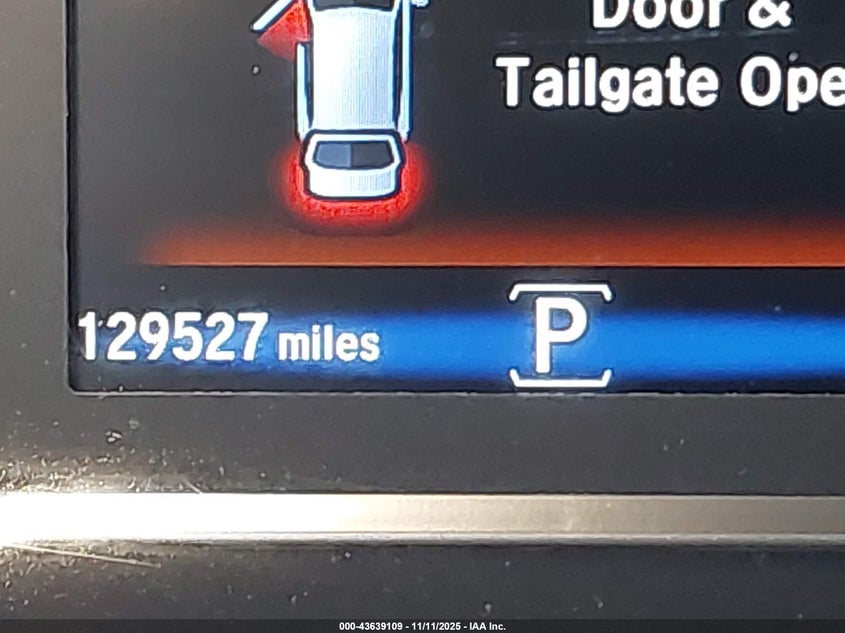 Door &
Tailgate Ope
129527 miles
P
000-43639109 - 11/11/2025 - IAA Inc.